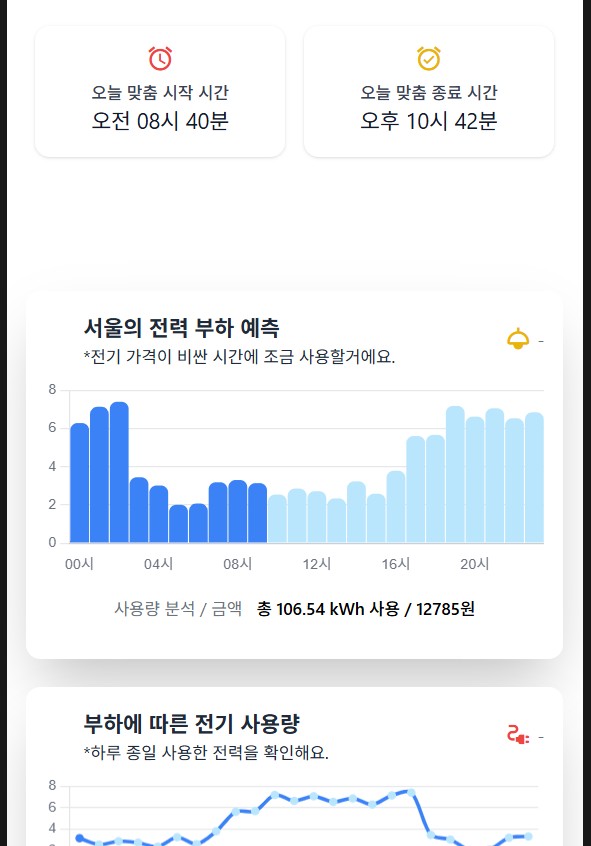 오늘 맞춤 시작 시간
오전 08시 40분
오늘 맞춤 종료 시간
오후 10시 42분
서울의 전력 부하 예측
*전기 가격이 비싼 시간에 조금 사용할거에요.
-
8
6
4
2
0
00시 04시 08시 12시 16시 20시
사용량 분석 / 금액 총 106.54 kWh 사용 / 12785원
부하에 따른 전기 사용량
*하루 종일 사용한 전력을 확인해요.
-
8
6
4